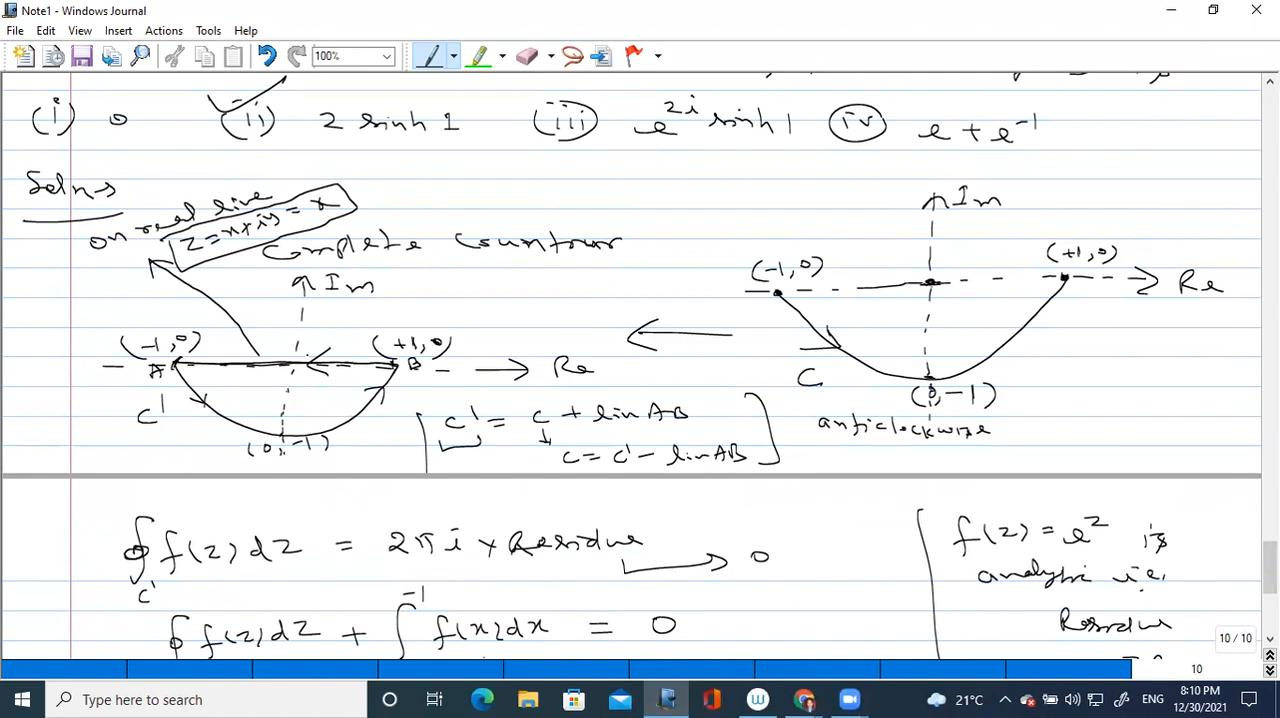 Note1 - Windows Journal
File Edit View Insert Actions Tools Help
100%
(i) 0 (ii) 2 sinh 1 (iii) e^{2i} sinh 1 (iv) e + e^{-1}
Soln→
on real line
z = x + iy = x
Complete Countour
Im
(-1,0) (+1,0)
A B Re
C'
(0,-1)
Im
(-1,0) (+1,0)
Re
C
(0,-1)
anticlockwise
C' = C + lin AB
C = C' - lin AB
∮_{C'} f(z) dz = 2πi × Residue → 0
∮ f(z) dz + ∫^{-1} f(x) dx = 0
f(z) = e^z is
analytic i.e.
Residue
10 / 10
10
Type here to search
21°C ENG 8:10 PM
12/30/2021